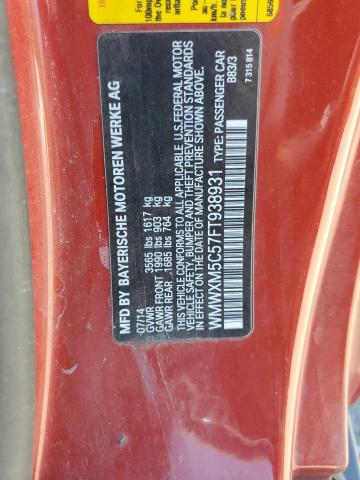 MFD BY BAYERISCHE MOTOREN WERKE AG
07/14
GVWR 3565 lbs 1617 kg
GAWR FRONT 1990 lbs 903 kg
GAWR REAR 1685 lbs 764 kg
THIS VEHICLE CONFORMS TO ALL APPLICABLE U.S. FEDERAL MOTOR
VEHICLE SAFETY, BUMPER AND THEFT PREVENTION STANDARDS
IN EFFECT ON THE DATE OF MANUFACTURE SHOWN ABOVE.
WMWXM5C57FT938931 TYPE: PASSENGER CAR
B83/3
7315814